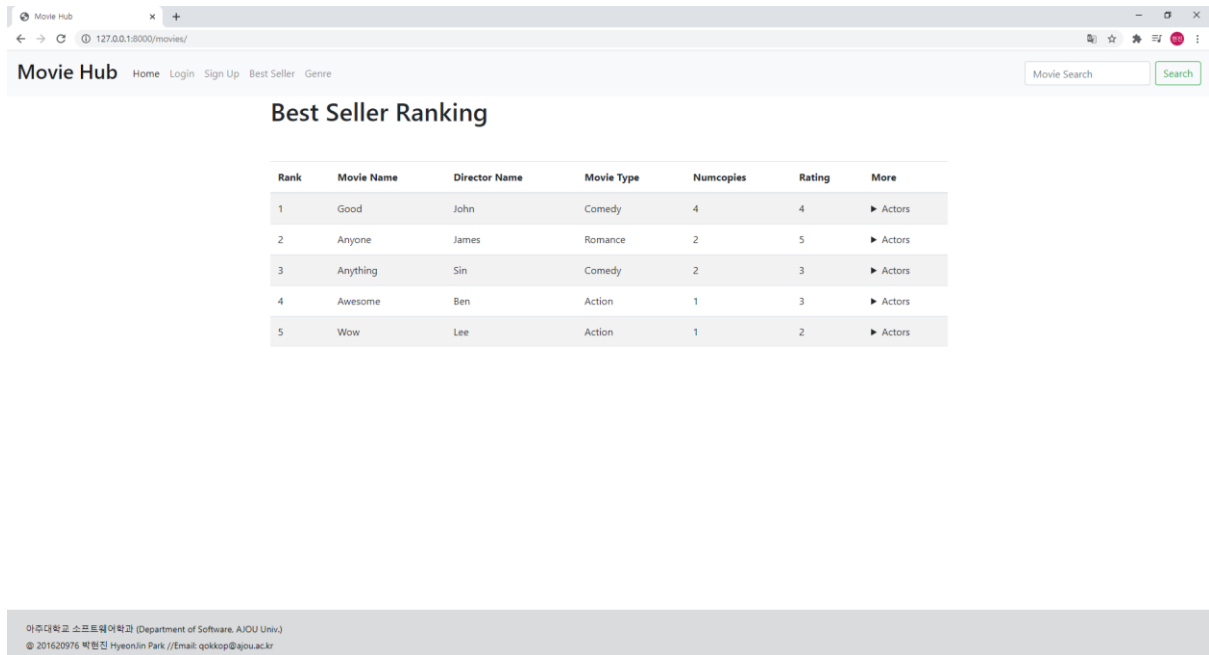 Movie Hub
127.0.0.1:8000/movies/
Movie Hub Home Login Sign Up Best Seller Genre Movie Search Search
Best Seller Ranking
Rank Movie Name Director Name Movie Type Numcopies Rating More
1 Good John Comedy 4 4 ▶ Actors
2 Anyone James Romance 2 5 ▶ Actors
3 Anything Sin Comedy 2 3 ▶ Actors
4 Awesome Ben Action 1 3 ▶ Actors
5 Wow Lee Action 1 2 ▶ Actors
아주대학교 소프트웨어학과 (Department of Software, AJOU Univ.)
@ 201620976 박현진 HyeonJin Park //Email: qokkop@ajou.ac.kr